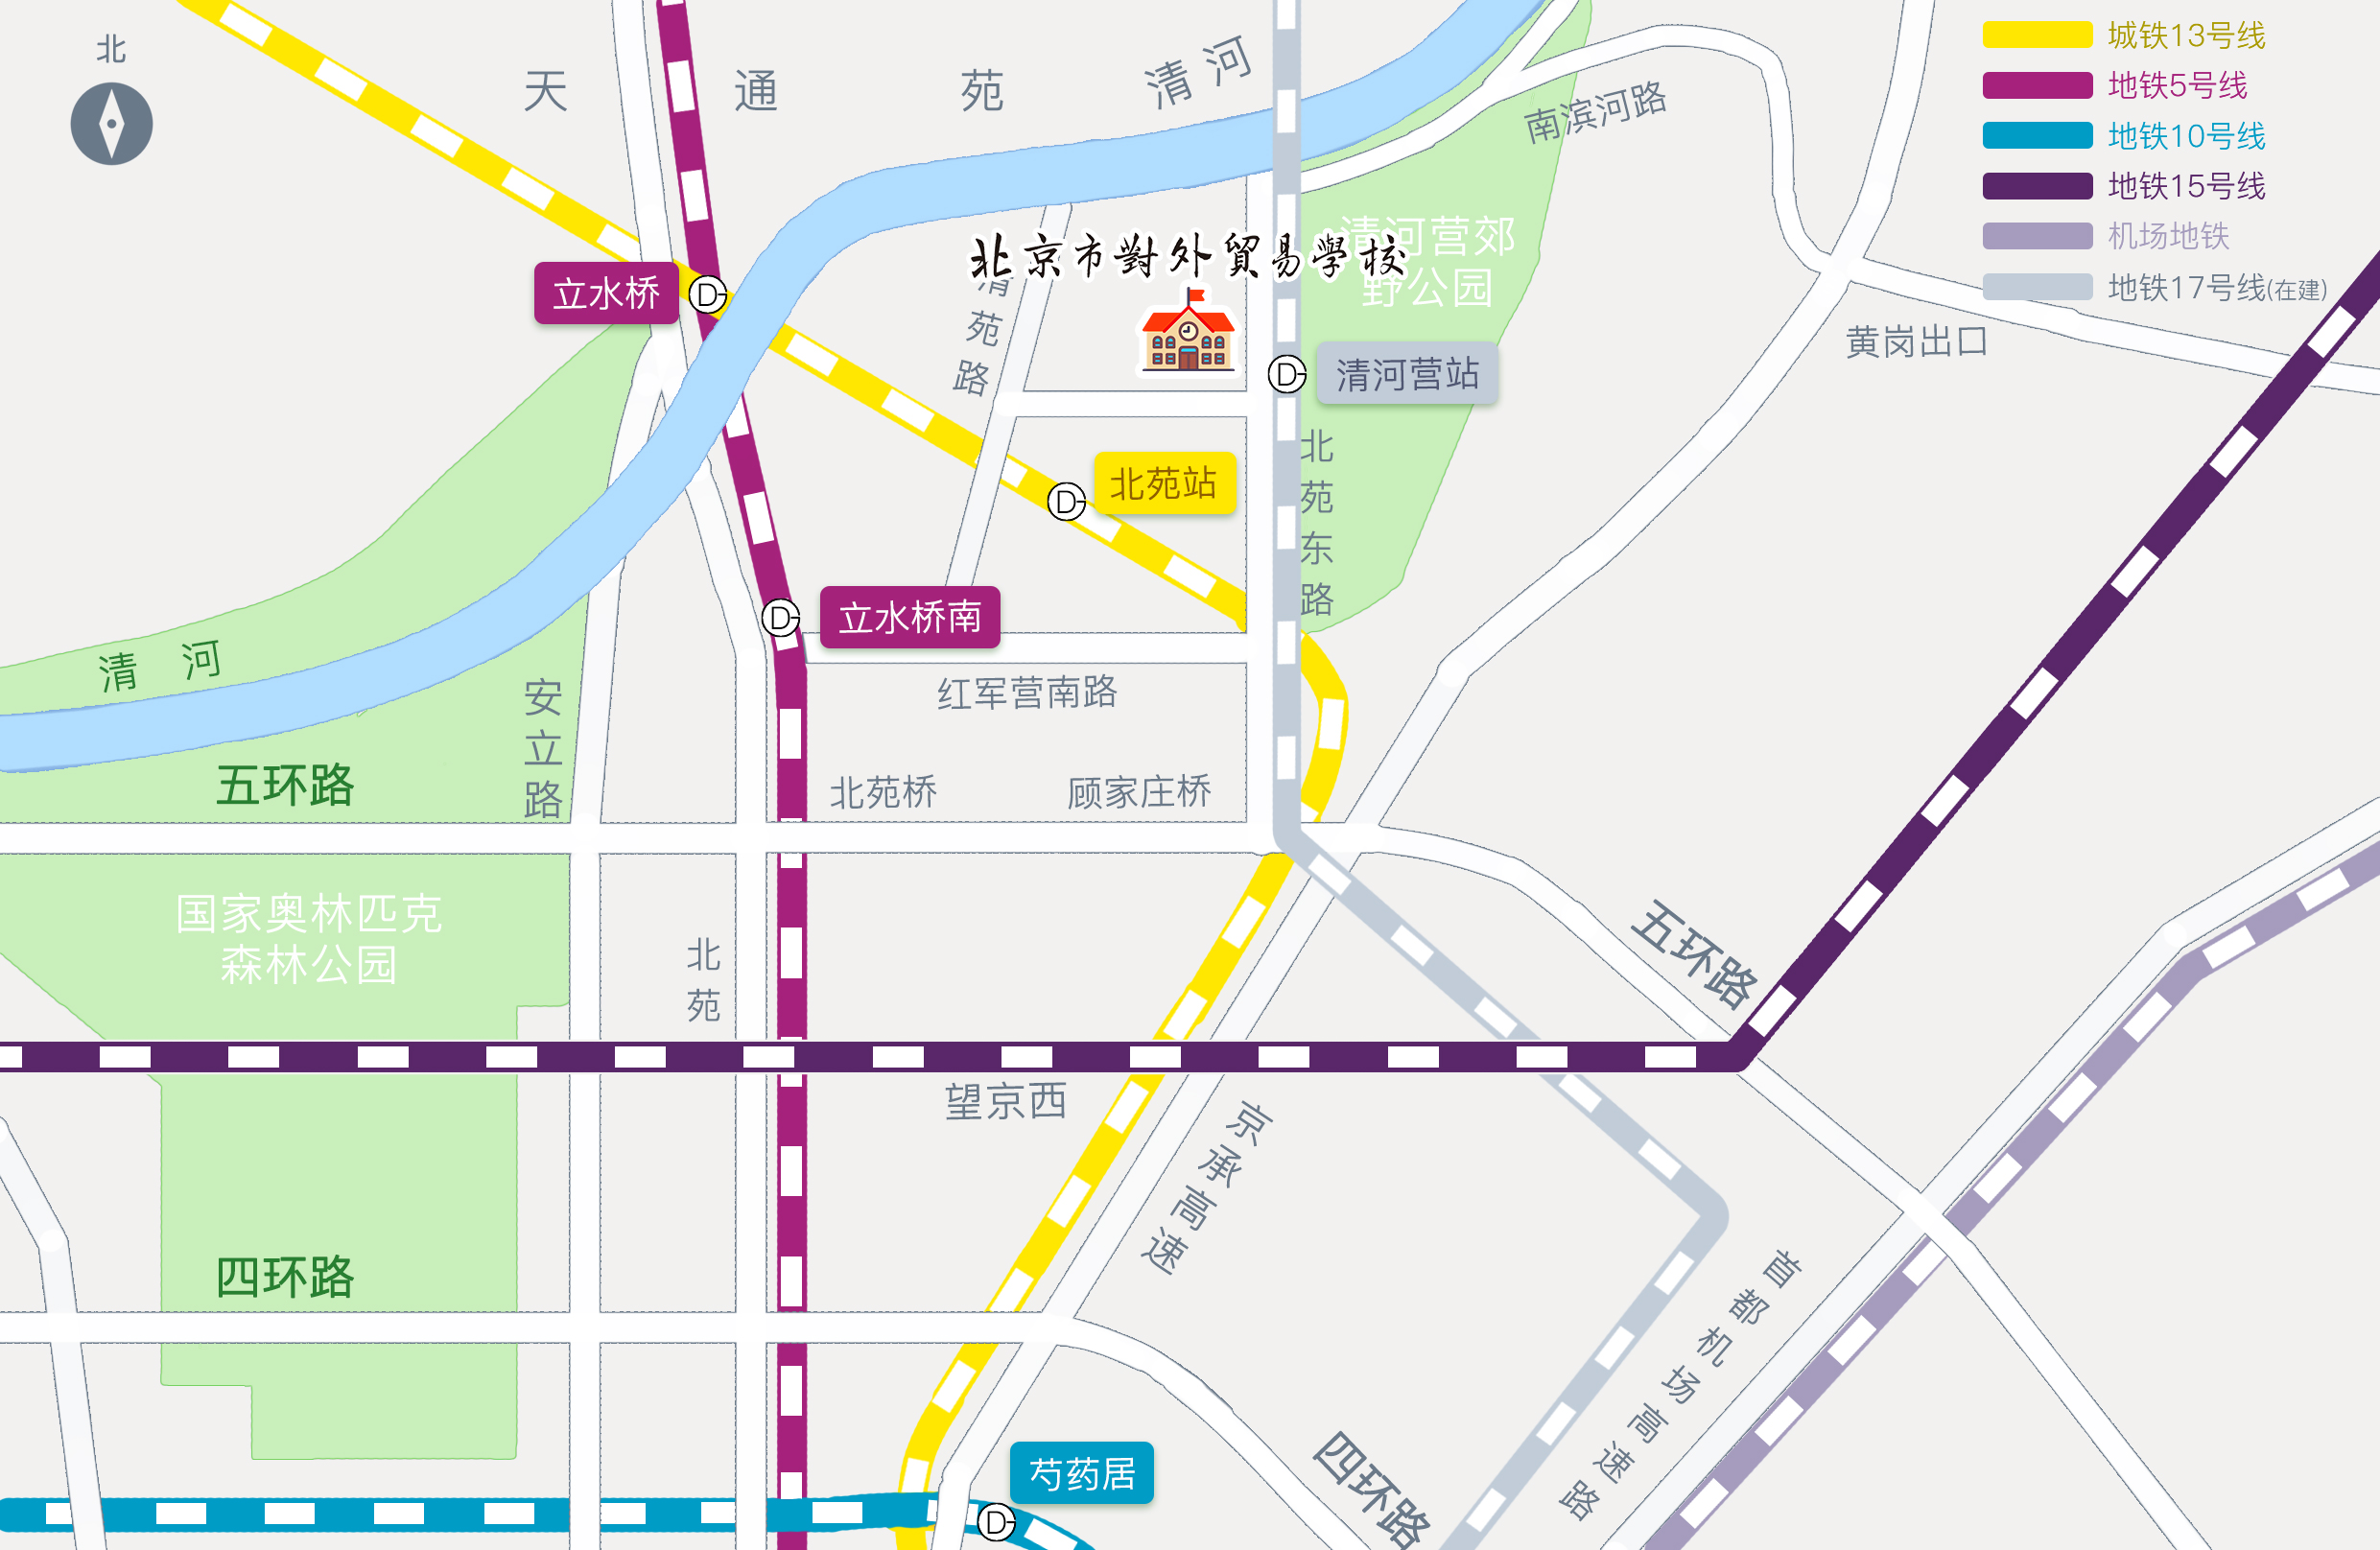 北
天 通 苑
清河
南滨河路
城铁13号线
地铁5号线
地铁10号线
地铁15号线
机场地铁
地铁17号线(在建)
北京市對外貿易學校
清河营郊
野公园
立水桥
清苑路
清河营站
黄岗出口
北苑站
北苑东路
立水桥南
清 河
红军营南路
安立路
五环路
北苑桥
顾家庄桥
国家奥林匹克
森林公园
北苑
五环路
望京西
京承高速
四环路
首都机场高速路
四环路
芍药居